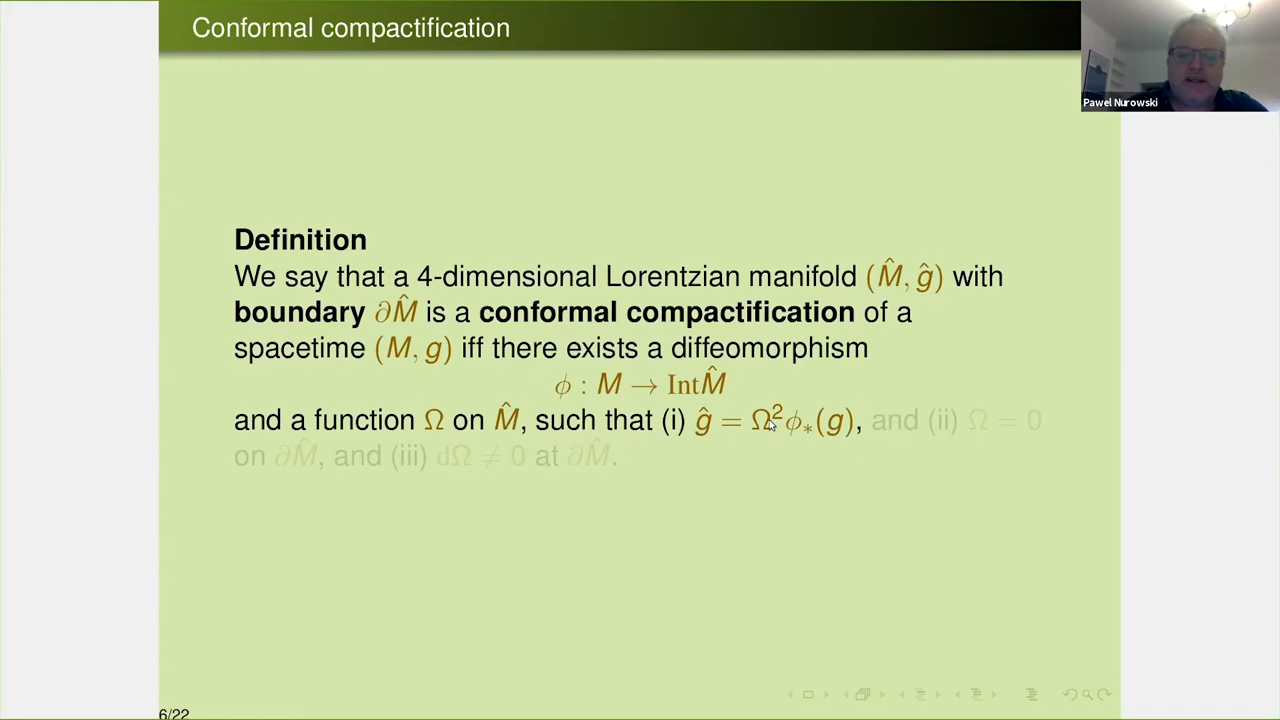 Conformal compactification
Pawel Nurowski
Definition
We say that a 4-dimensional Lorentzian manifold (M̂, ĝ) with
boundary ∂M̂ is a conformal compactification of a
spacetime (M, g) iff there exists a diffeomorphism
ϕ : M → IntM̂
and a function Ω on M̂, such that (i) ĝ = Ω²ϕ∗(g), and (ii) Ω = 0
on ∂M̂, and (iii) dΩ ≠ 0 at ∂M̂.
6/22